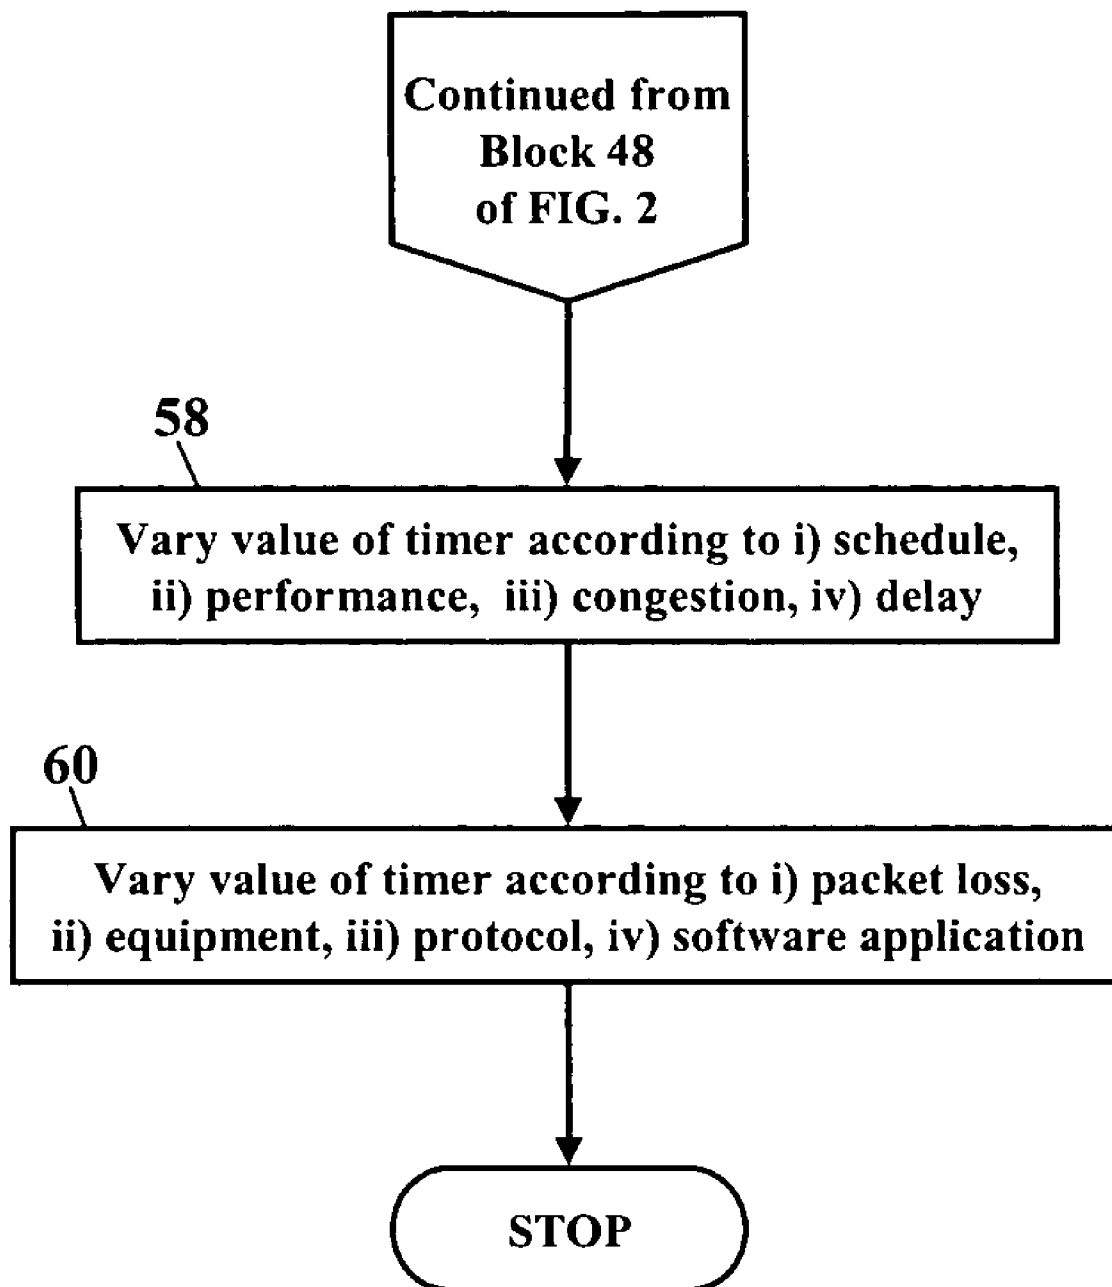 Continued from
Block 48
of FIG. 2
58
Vary value of timer according to i) schedule,
ii) performance, iii) congestion, iv) delay
60
Vary value of timer according to i) packet loss,
ii) equipment, iii) protocol, iv) software application
STOP